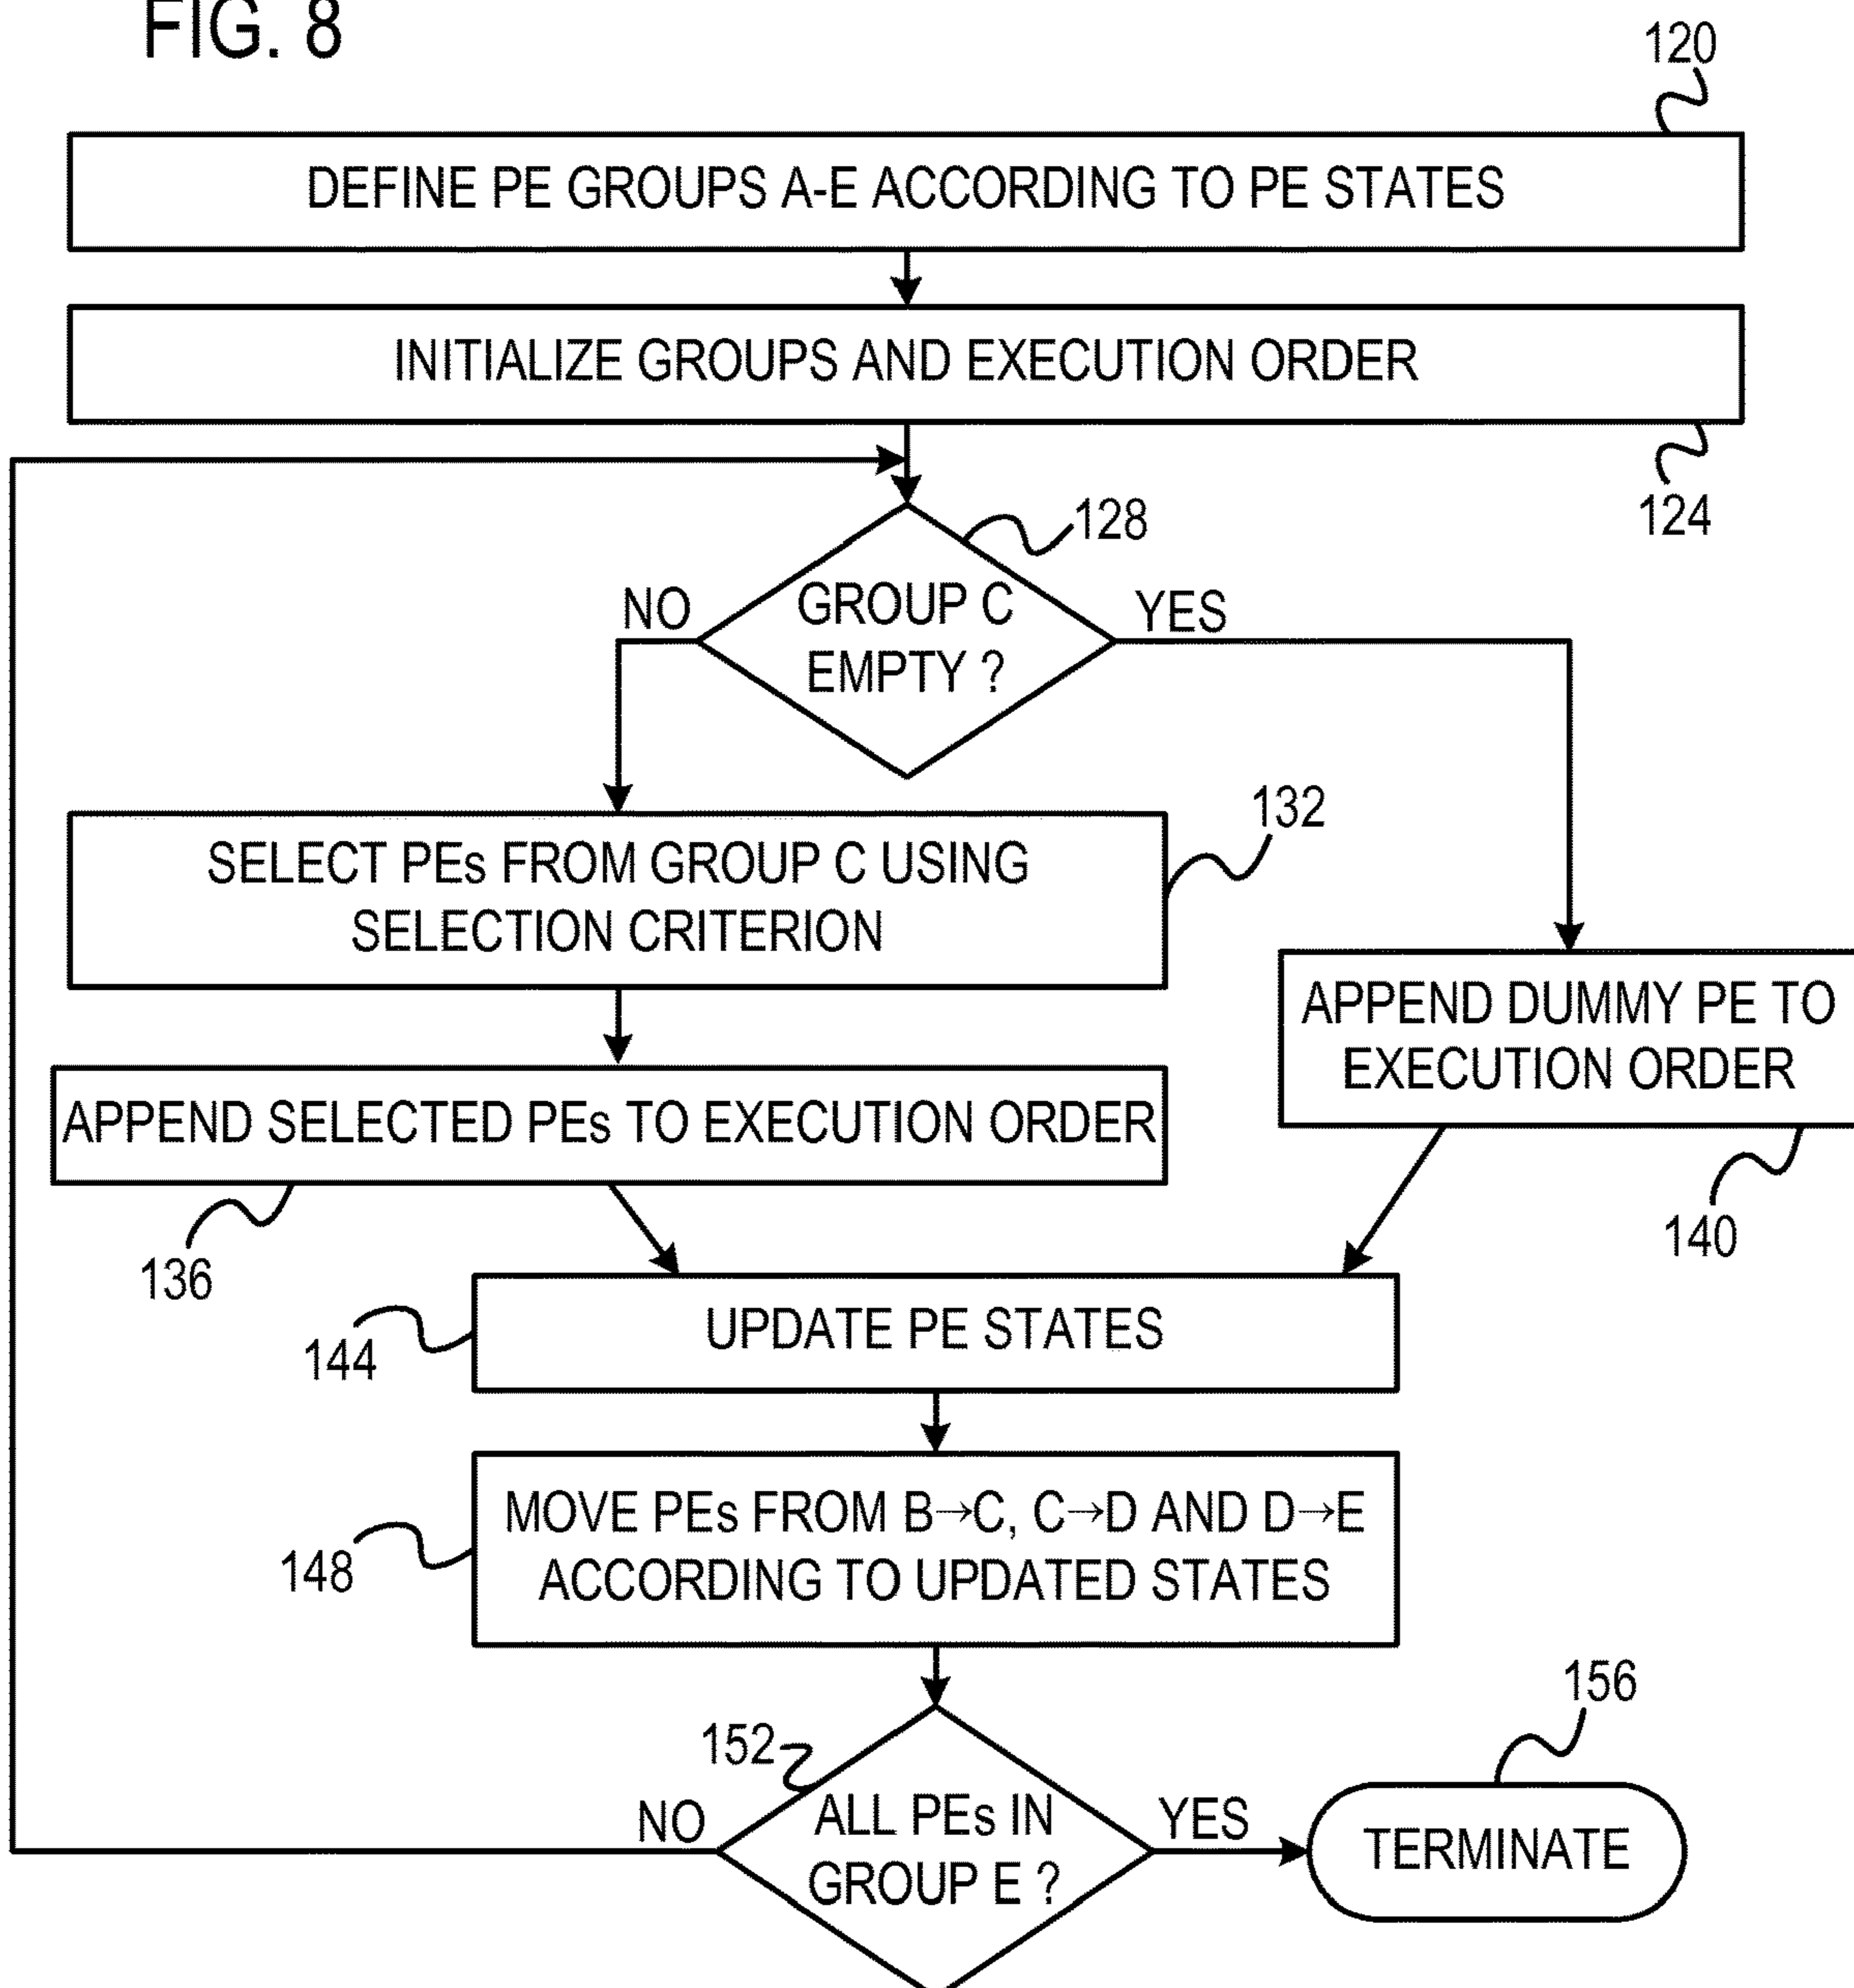 FIG. 8
120
DEFINE PE GROUPS A-E ACCORDING TO PE STATES
INITIALIZE GROUPS AND EXECUTION ORDER
124
128
NO
GROUP C
EMPTY ?
YES
132
SELECT PEs FROM GROUP C USING
SELECTION CRITERION
APPEND DUMMY PE TO
EXECUTION ORDER
APPEND SELECTED PEs TO EXECUTION ORDER
136
140
UPDATE PE STATES
144
MOVE PEs FROM B→C, C→D AND D→E
ACCORDING TO UPDATED STATES
148
156
152
NO
ALL PEs IN
GROUP E ?
YES
TERMINATE